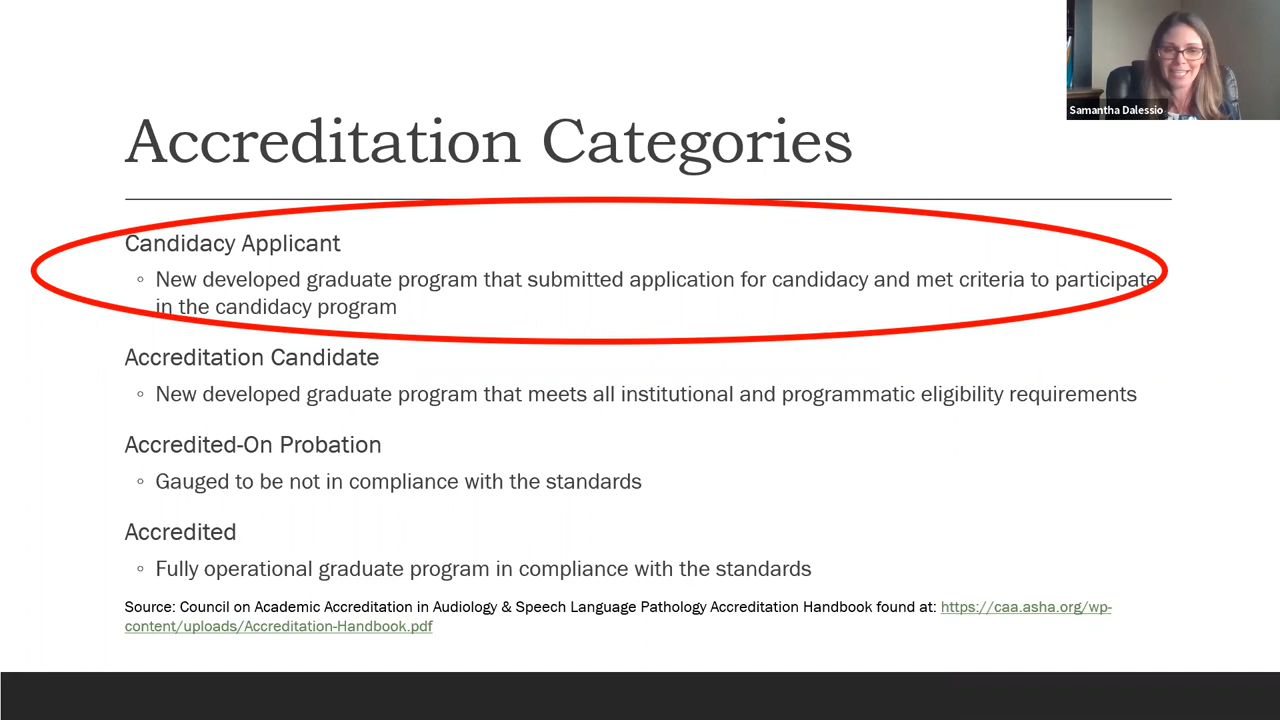 Samantha Dalessio
Accreditation Categories
Candidacy Applicant
◦ New developed graduate program that submitted application for candidacy and met criteria to participate
in the candidacy program
Accreditation Candidate
◦ New developed graduate program that meets all institutional and programmatic eligibility requirements
Accredited-On Probation
◦ Gauged to be not in compliance with the standards
Accredited
◦ Fully operational graduate program in compliance with the standards
Source: Council on Academic Accreditation in Audiology & Speech Language Pathology Accreditation Handbook found at: https://caa.asha.org/wp-
content/uploads/Accreditation-Handbook.pdf